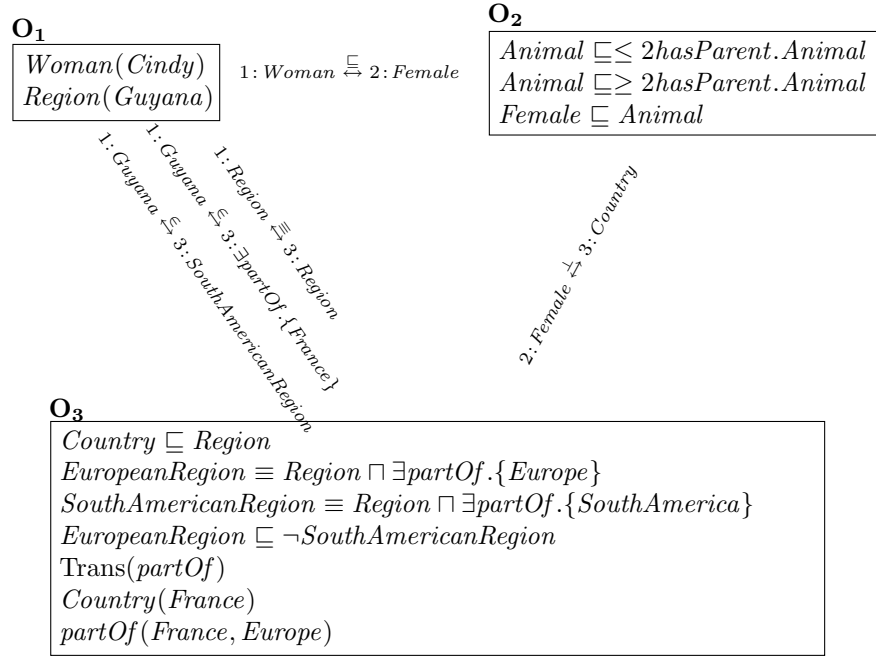 O₁
Woman(Cindy)
Region(Guyana)
1: Woman ⊑↔ 2: Female
O₂
Animal ⊑≤ 2hasParent.Animal
Animal ⊑≥ 2hasParent.Animal
Female ⊑ Animal
1: Guyana ∈↔ 3: SouthAmericanRegion
1: Guyana ∈↔ 3: ∃partOf.{France}
1: Region ≡↔ 3: Region
2: Female ⊥↔ 3: Country
O₃
Country ⊑ Region
EuropeanRegion ≡ Region ⊓ ∃partOf.{Europe}
SouthAmericanRegion ≡ Region ⊓ ∃partOf.{SouthAmerica}
EuropeanRegion ⊑ ¬SouthAmericanRegion
Trans(partOf)
Country(France)
partOf(France, Europe)